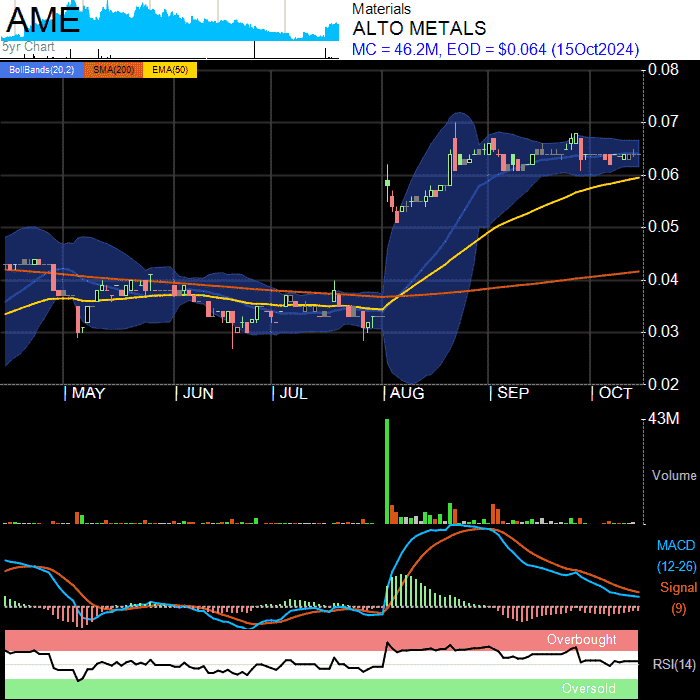 AME
5yr Chart
Materials
ALTO METALS
MC = 46.2M, EOD = $0.064 (15Oct2024)
BollBands(20,2) SMA(200) EMA(50)
0.08
0.07
0.06
0.05
0.04
0.03
0.02
MAY JUN JUL AUG SEP OCT
43M
Volume
MACD
(12-26)
Signal
(9)
Overbought
RSI(14)
Oversold